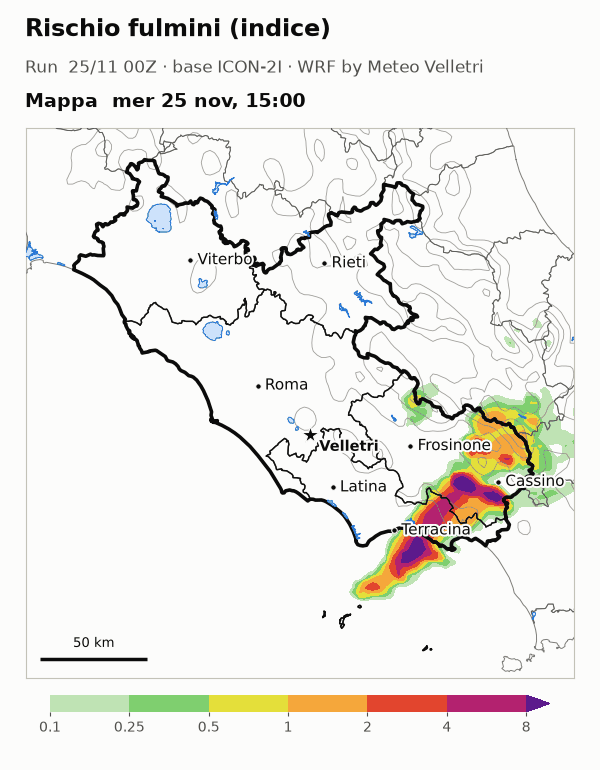 Rischio fulmini (indice)
Run  25/11 00Z · base ICON-2I · WRF by Meteo Velletri
Mappa  mer 25 nov, 15:00
Viterbo
Rieti
Roma
Velletri
Frosinone
Latina
Cassino
Terracina
50 km
0.1 0.25 0.5 1 2 4 8